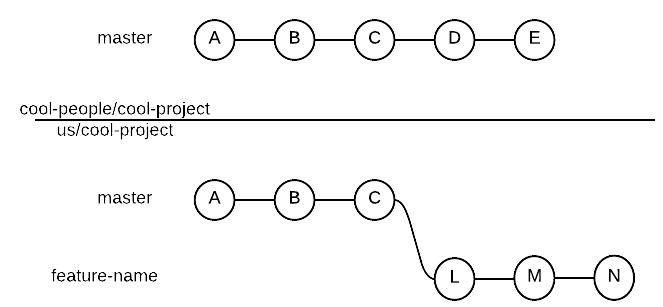 master A B C D E
cool-people/cool-project
us/cool-project
master A B C
feature-name L M N